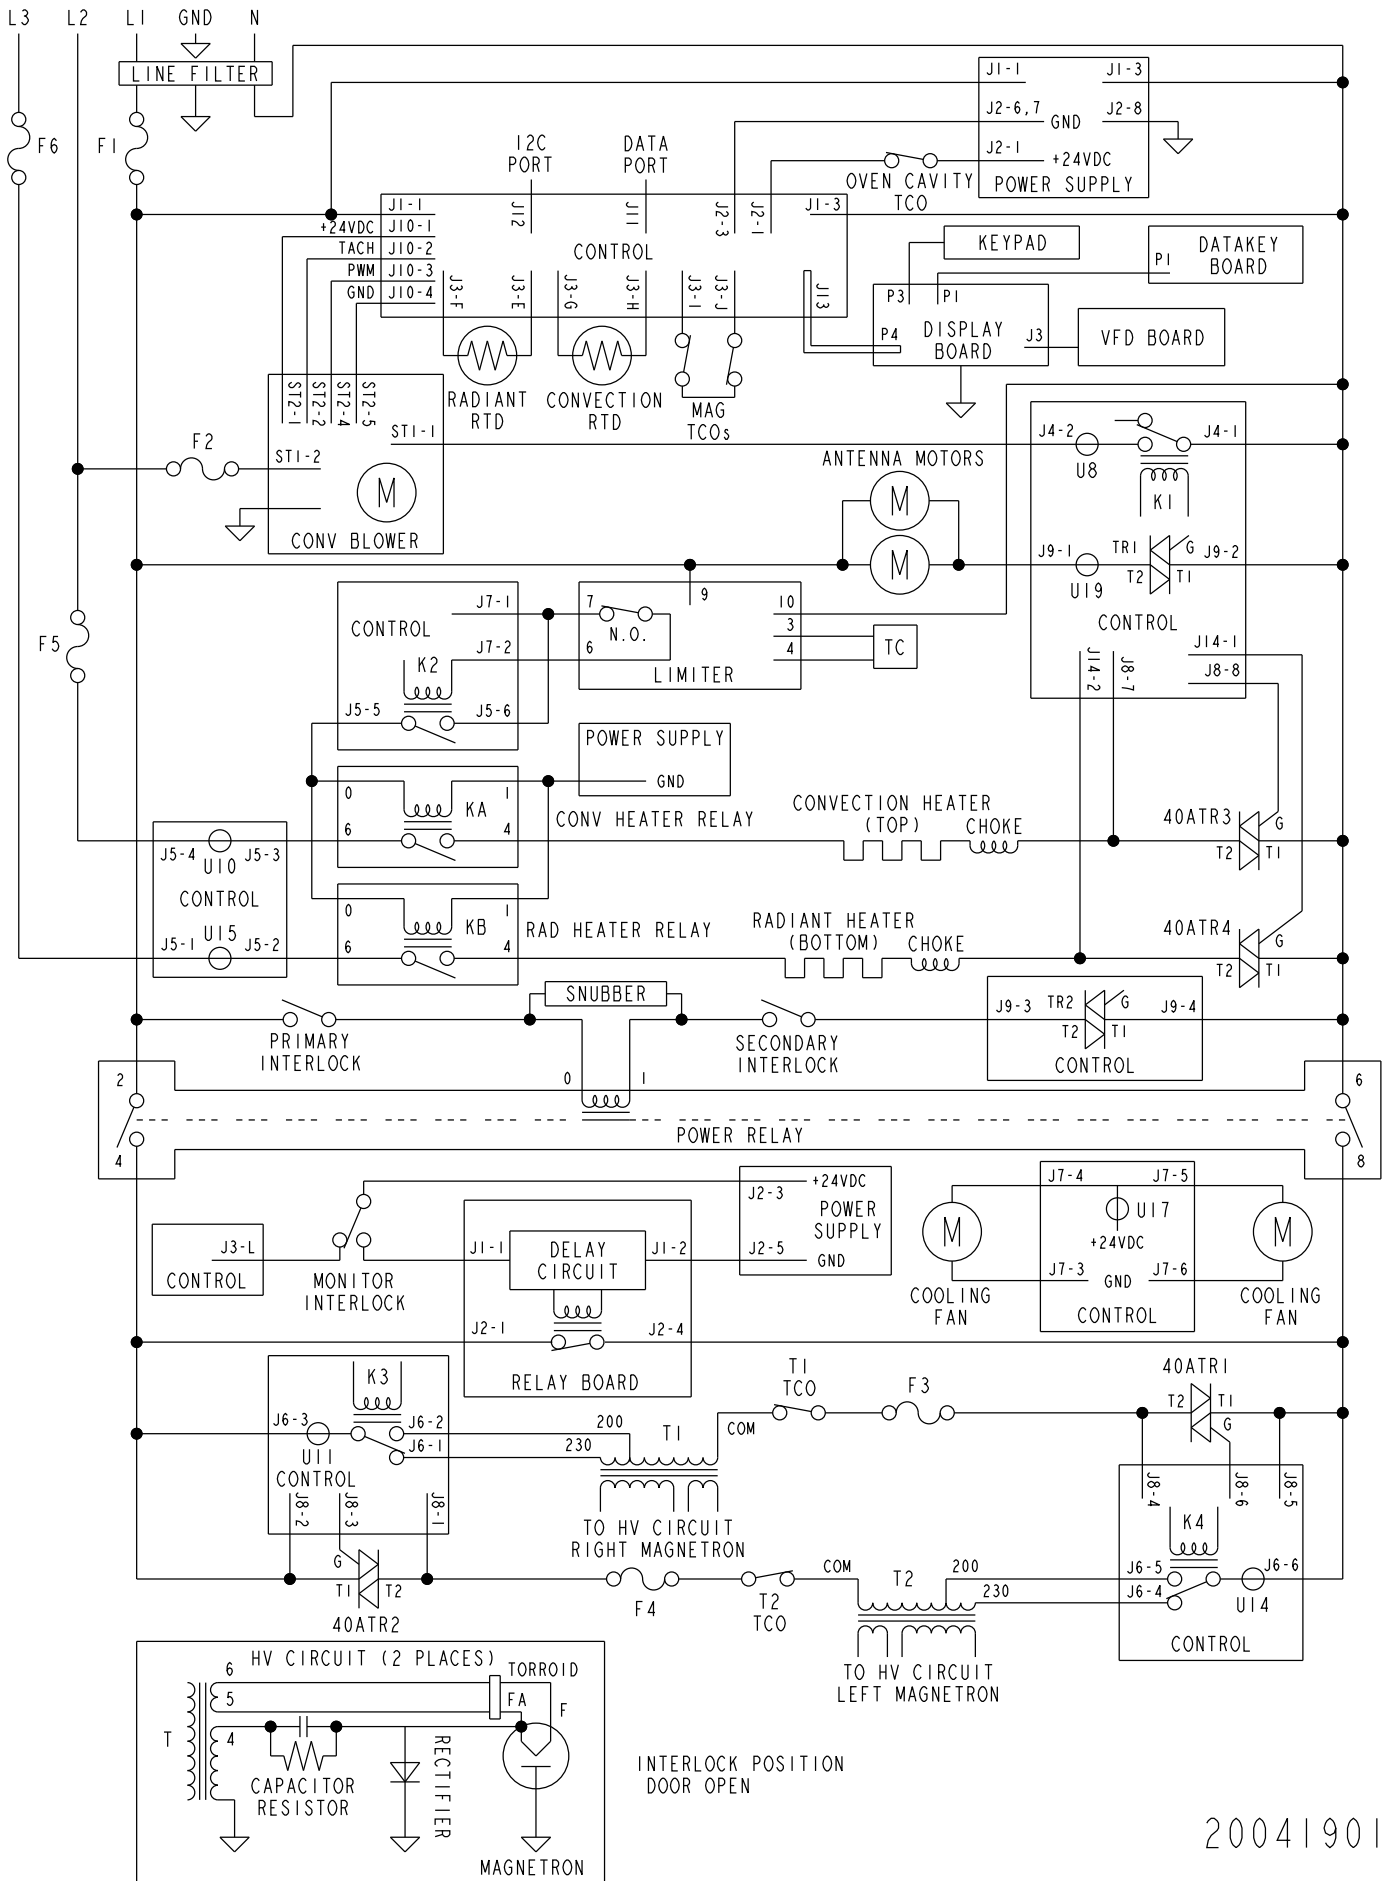 L3 L2 L1 GND N
LINE FILTER
F6
F1
I2C
PORT
DATA
PORT
J1-1 J1-3
J2-6,7 GND J2-8
J2-1 +24VDC
POWER SUPPLY
OVEN CAVITY
TCO
J1-1
+24VDC J10-1
TACH J10-2
PWM J10-3
GND J10-4
J12
J11
J2-3
J2-1
J1-3
CONTROL
J3-F
J3-E
J3-G
J3-H
J3-I
J3-J
J13
KEYPAD
DATAKEY
BOARD
P1
P3 P1
P4
DISPLAY
BOARD
J3
VFD BOARD
RADIANT
RTD
CONVECTION
RTD
MAG
TCOs
ST2-1
ST2-2
ST2-4
ST2-5
ST1-1
F2
ST1-2
M
CONV BLOWER
ANTENNA MOTORS
M
M
J4-2
U8
J4-1
K1
J9-1
U19
TR1
G
T2 T1
J9-2
CONTROL
J14-1
J8-8
J14-2
J8-7
F5
J7-1
CONTROL
J7-2
K2
J5-5 J5-6
7
N.O.
6
9
10
3
4
LIMITER
TC
POWER SUPPLY
GND
0 1
KA
6 4
CONV HEATER RELAY
CONVECTION HEATER
(TOP)
CHOKE
40ATR3
G
T2 T1
J5-4 J5-3
U10
CONTROL
U15
J5-1 J5-2
0 1
KB
6 4
RAD HEATER RELAY
RADIANT HEATER
(BOTTOM)
CHOKE
40ATR4
G
T2 T1
SNUBBER
PRIMARY
INTERLOCK
SECONDARY
INTERLOCK
J9-3
TR2
G
T2 T1
J9-4
CONTROL
2
4
0 1
POWER RELAY
6
8
J3-L
CONTROL
MONITOR
INTERLOCK
J1-1
DELAY
CIRCUIT
J1-2
J2-1 J2-4
RELAY BOARD
+24VDC
J2-3
POWER
SUPPLY
J2-5
GND
M
COOLING
FAN
J7-4 J7-5
U17
+24VDC
J7-3 GND J7-6
CONTROL
M
COOLING
FAN
K3
J6-3
U11
J6-2
J6-1
CONTROL
J8-2
J8-3
J8-1
G
T1 T2
40ATR2
200
230
T1
COM
TO HV CIRCUIT
RIGHT MAGNETRON
T1
TCO
F3
40ATR1
T2 T1
G
J8-4
J8-6
J8-5
K4
J6-5
J6-4
J6-6
U14
CONTROL
F4
T2
TCO
COM
T2
200
230
TO HV CIRCUIT
LEFT MAGNETRON
HV CIRCUIT (2 PLACES)
6
5
4
T
TORROID
FA
F
CAPACITOR
RESISTOR
RECTIFIER
MAGNETRON
INTERLOCK POSITION
DOOR OPEN
20041901